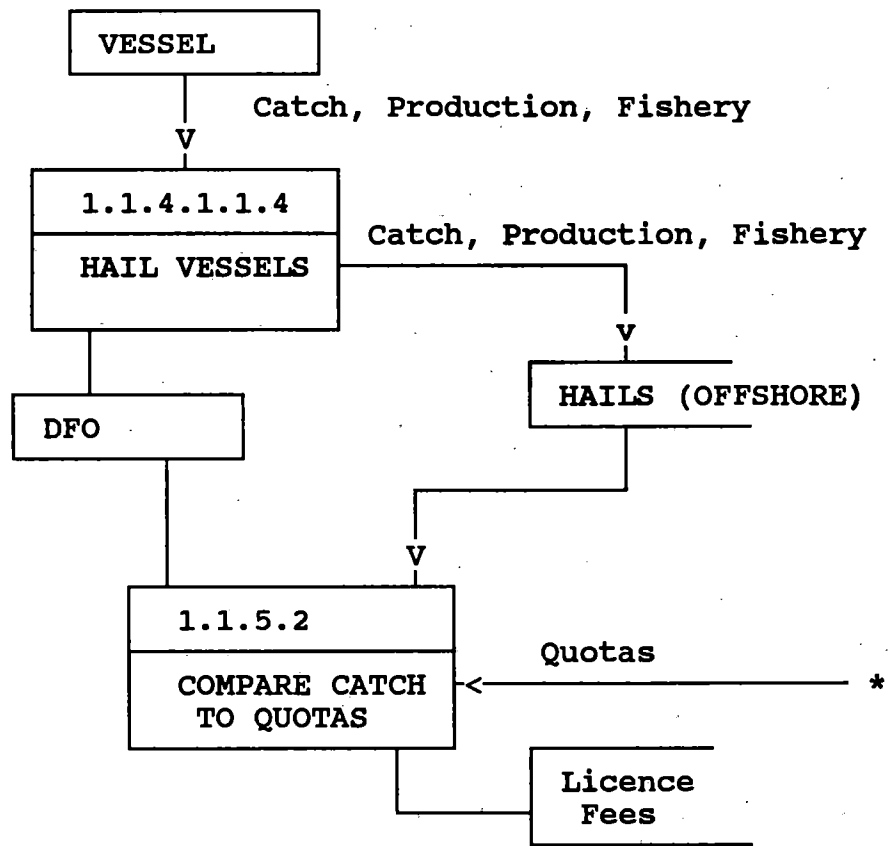 VESSEL
Catch, Production, Fishery
V
1.1.4.1.1.4
Catch, Production, Fishery
HAIL VESSELS
V
HAILS (OFFSHORE)
DFO
V
1.1.5.2
Quotas
COMPARE CATCH
TO QUOTAS
< *
Licence
Fees